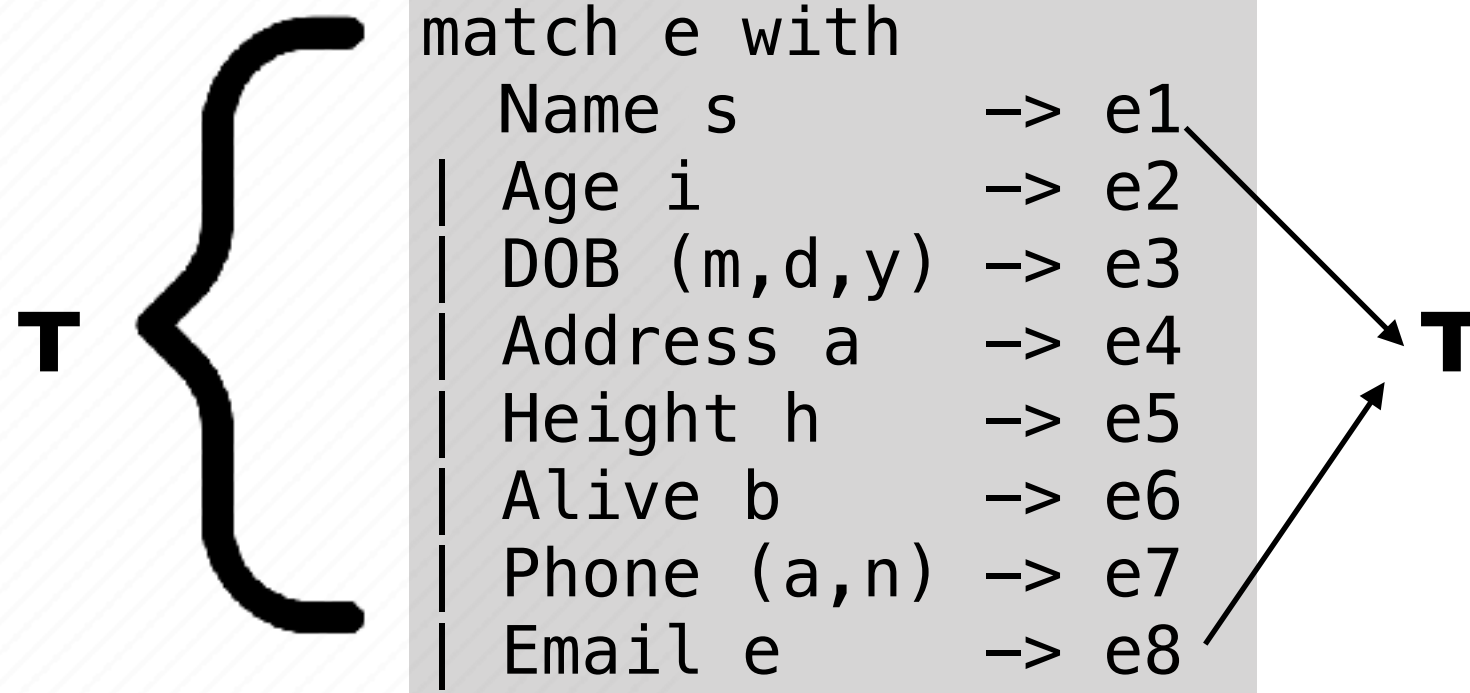 match e with
Name s -> e1
| Age i -> e2
| DOB (m,d,y) -> e3
T
| Address a -> e4
T
| Height h -> e5
| Alive b -> e6
| Phone (a,n) -> e7
| Email e -> e8